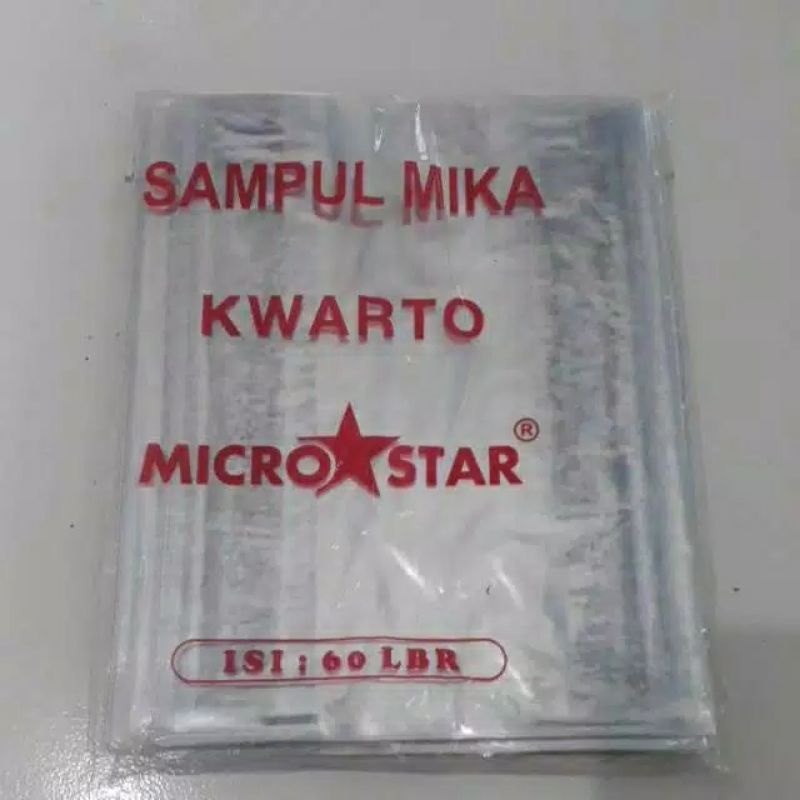 SAMPUL MIKA
KWARTO
MICRO★STAR®
ISI : 60 LBR